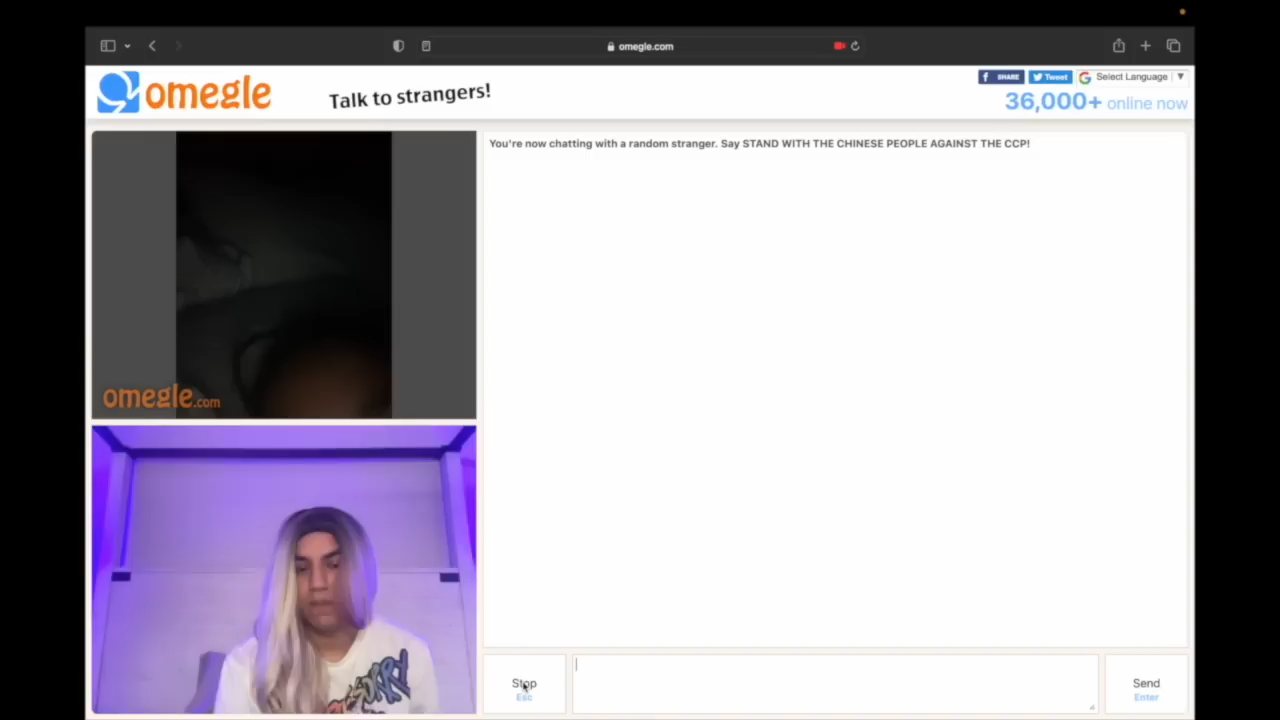 omegle.com
omegle
Talk to strangers!
SHARE
Tweet
Select Language
36,000+ online now
You're now chatting with a random stranger. Say STAND WITH THE CHINESE PEOPLE AGAINST THE CCP!
omegle.com
Stop
Esc
Send
Enter